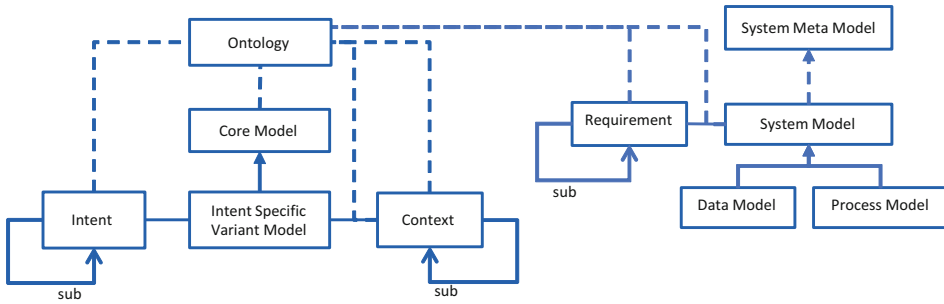 System Meta Model
Ontology
Core Model
Requirement
System Model
sub
Data Model
Process Model
Intent
Intent Specific
Variant Model
Context
sub
sub